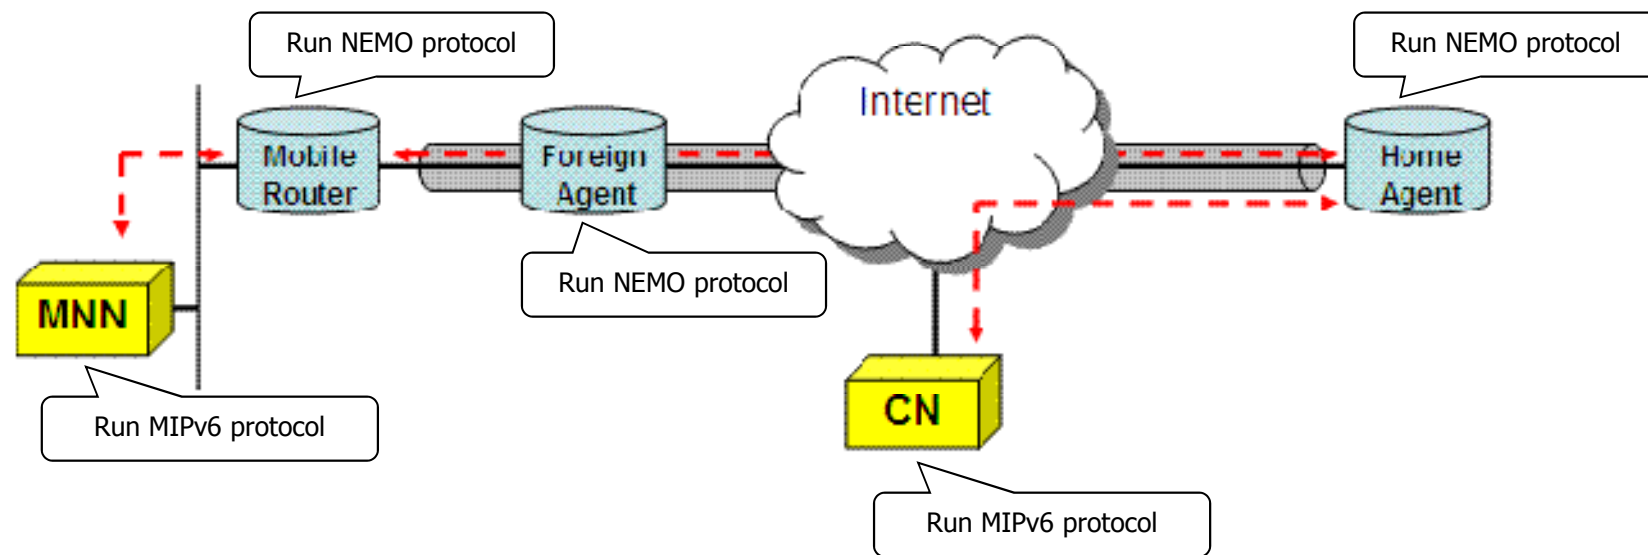 Run NEMO protocol
Run NEMO protocol
Internet
Mobile
Router
Foreign
Agent
Home
Agent
Run NEMO protocol
MNN
CN
Run MIPv6 protocol
Run MIPv6 protocol